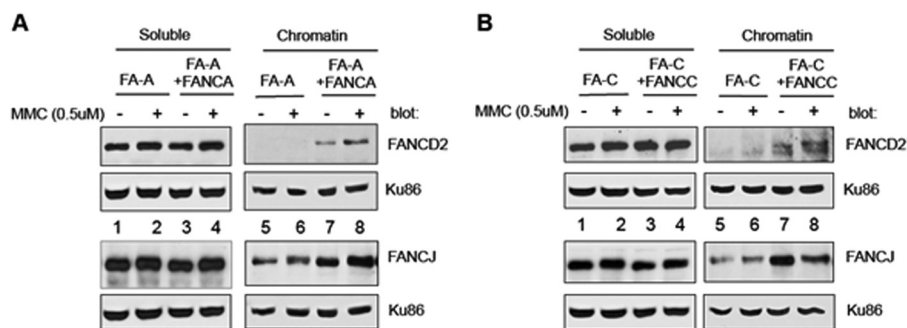 A
Soluble
Chromatin
FA-A
FA-A
+FANCA
FA-A
FA-A
+FANCA
MMC (0.5uM)
- + - + - + - + blot:
FANCD2
Ku86
1 2 3 4 5 6 7 8
FANCJ
Ku86
B
Soluble
Chromatin
FA-C
FA-C
+FANCC
FA-C
FA-C
+FANCC
MMC (0.5uM)
- + - + - + - + blot:
FANCD2
Ku86
1 2 3 4 5 6 7 8
FANCJ
Ku86